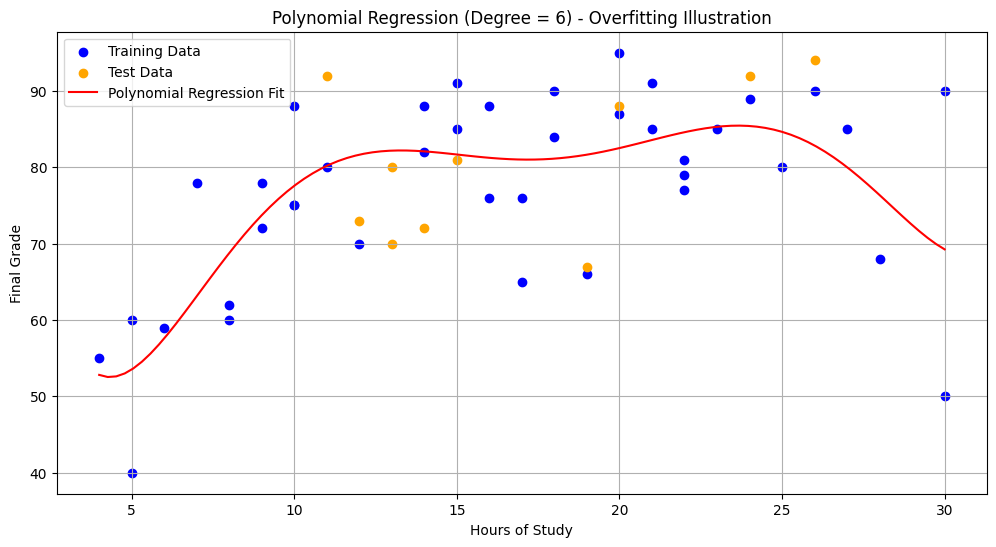 Polynomial Regression (Degree = 6) - Overfitting Illustration
Training Data
Test Data
Polynomial Regression Fit
Final Grade
90
80
70
60
50
40
5 10 15 20 25 30
Hours of Study